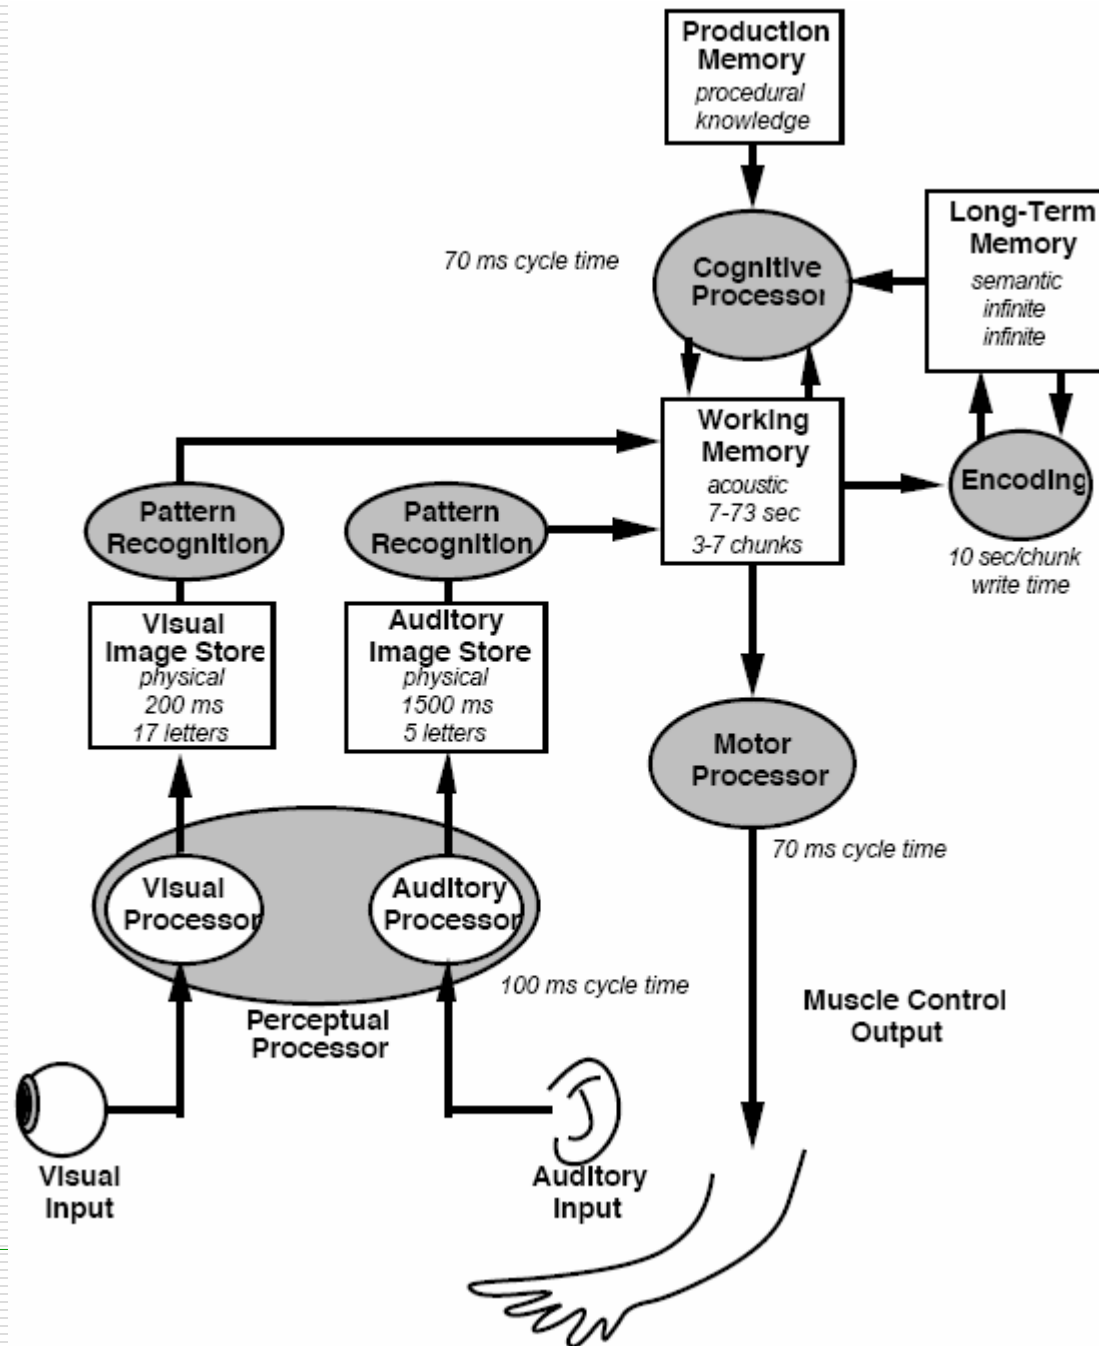 Production
Memory
procedural
knowledge
70 ms cycle time
Cognitive
Processor
Long-Term
Memory
semantic
infinite
infinite
Working
Memory
acoustic
7-73 sec
3-7 chunks
Encoding
10 sec/chunk
write time
Pattern
Recognition
Pattern
Recognition
Visual
Image Store
physical
200 ms
17 letters
Auditory
Image Store
physical
1500 ms
5 letters
Motor
Processor
70 ms cycle time
Visual
Processor
Auditory
Processor
100 ms cycle time
Perceptual
Processor
Muscle Control
Output
Visual
Input
Auditory
Input